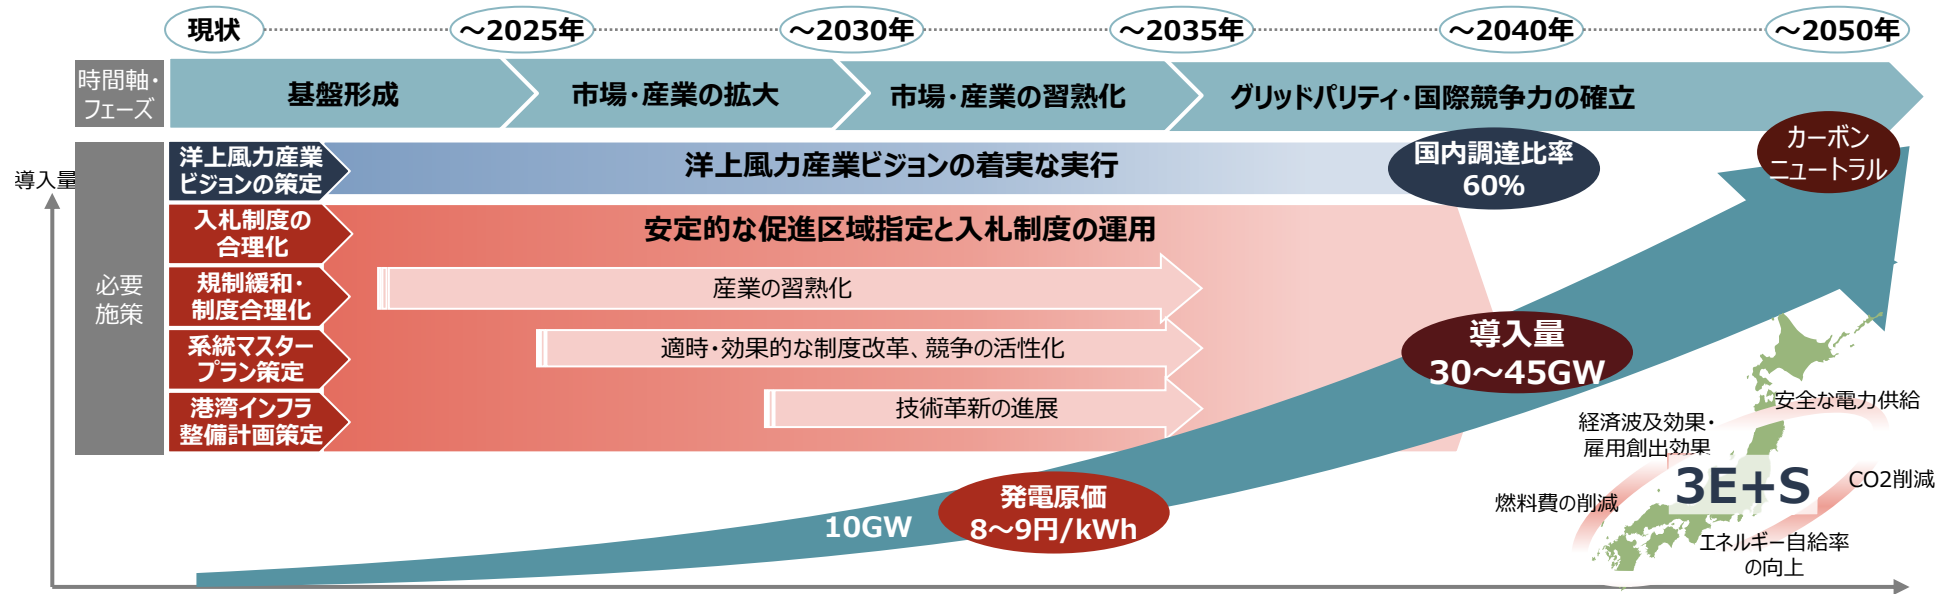 現状
～2025年
～2030年
～2035年
～2040年
～2050年
時間軸・
フェーズ
基盤形成
市場・産業の拡大
市場・産業の習熟化
グリッドパリティ・国際競争力の確立
カーボン
ニュートラル
導入量
必要
施策
洋上風力産業
ビジョンの策定
洋上風力産業ビジョンの着実な実行
国内調達比率
60%
入札制度の
合理化
安定的な促進区域指定と入札制度の運用
規制緩和・
制度合理化
産業の習熟化
系統マスター
プラン策定
適時・効果的な制度改革、競争の活性化
港湾インフラ
整備計画策定
技術革新の進展
導入量
30～45GW
10GW
発電原価
8～9円/kWh
安全な電力供給
経済波及効果・
雇用創出効果
3E+S
CO2削減
燃料費の削減
エネルギー自給率
の向上